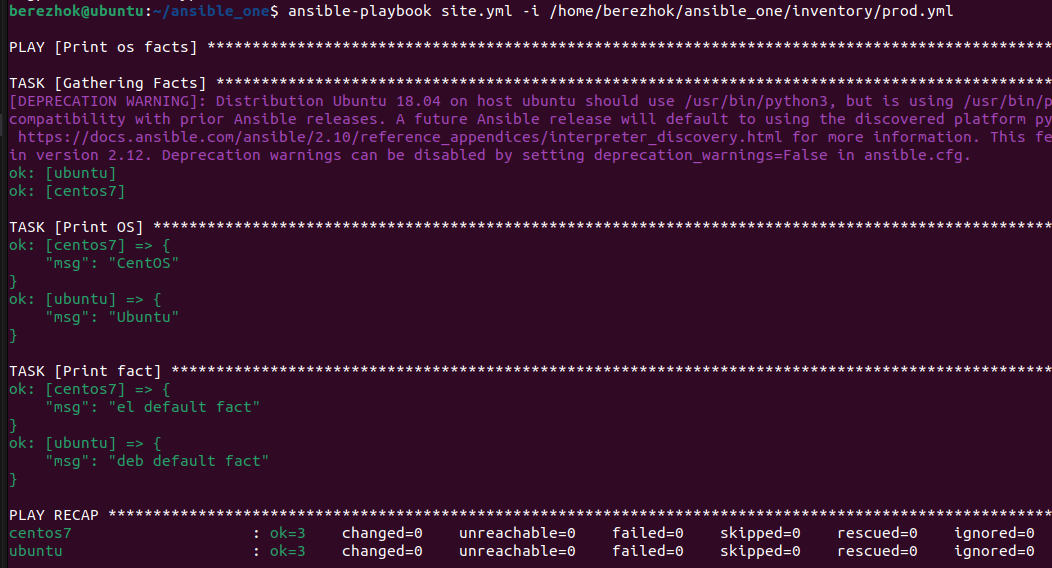 berezhok@ubuntu:~/ansible_one$ ansible-playbook site.yml -i /home/berezhok/ansible_one/inventory/prod.yml
PLAY [Print os facts] *********************************************************************************************
TASK [Gathering Facts] ********************************************************************************************
[DEPRECATION WARNING]: Distribution Ubuntu 18.04 on host ubuntu should use /usr/bin/python3, but is using /usr/bin/p
compatibility with prior Ansible releases. A future Ansible release will default to using the discovered platform py
https://docs.ansible.com/ansible/2.10/reference_appendices/interpreter_discovery.html for more information. This fe
in version 2.12. Deprecation warnings can be disabled by setting deprecation_warnings=False in ansible.cfg.
ok: [ubuntu]
ok: [centos7]
TASK [Print OS] ***************************************************************************************************
ok: [centos7] => {
    "msg": "CentOS"
}
ok: [ubuntu] => {
    "msg": "Ubuntu"
}
TASK [Print fact] *************************************************************************************************
ok: [centos7] => {
    "msg": "el default fact"
}
ok: [ubuntu] => {
    "msg": "deb default fact"
}
PLAY RECAP ********************************************************************************************************
centos7                    : ok=3    changed=0    unreachable=0    failed=0    skipped=0    rescued=0    ignored=0
ubuntu                     : ok=3    changed=0    unreachable=0    failed=0    skipped=0    rescued=0    ignored=0